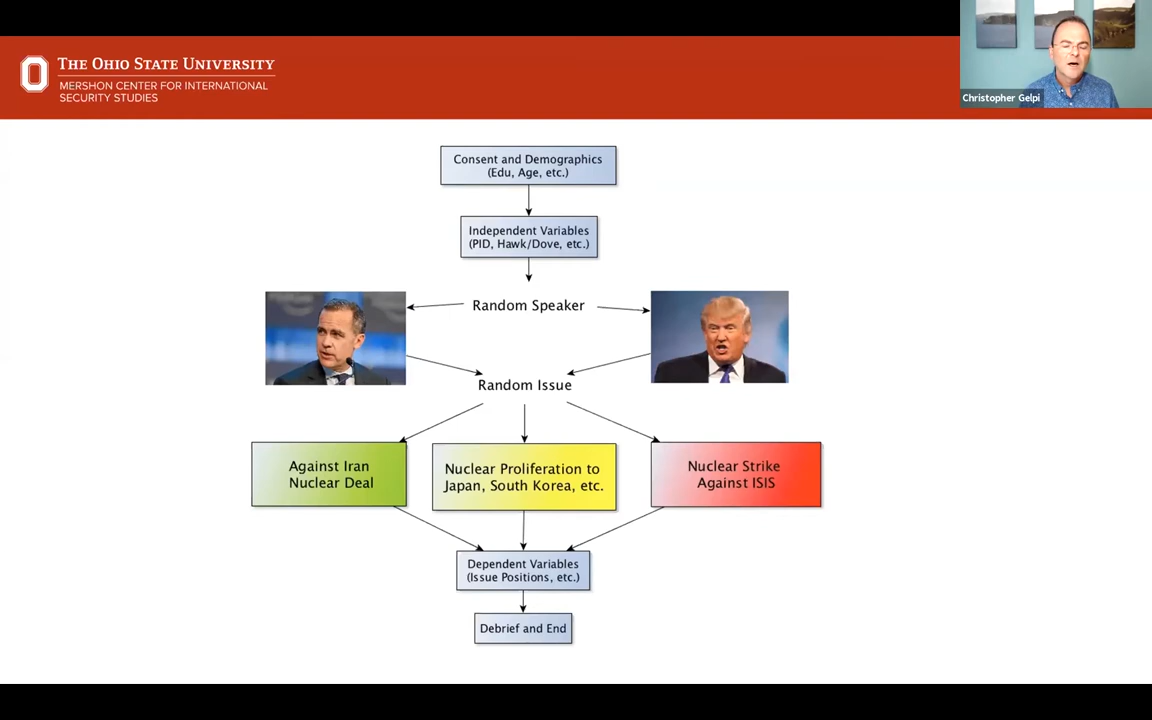 THE OHIO STATE UNIVERSITY
MERSHON CENTER FOR INTERNATIONAL
SECURITY STUDIES
Christopher Gelpi
Consent and Demographics
(Edu, Age, etc.)
Independent Variables
(PID, Hawk/Dove, etc.)
Random Speaker
Random Issue
Against Iran
Nuclear Deal
Nuclear Proliferation to
Japan, South Korea, etc.
Nuclear Strike
Against ISIS
Dependent Variables
(Issue Positions, etc.)
Debrief and End